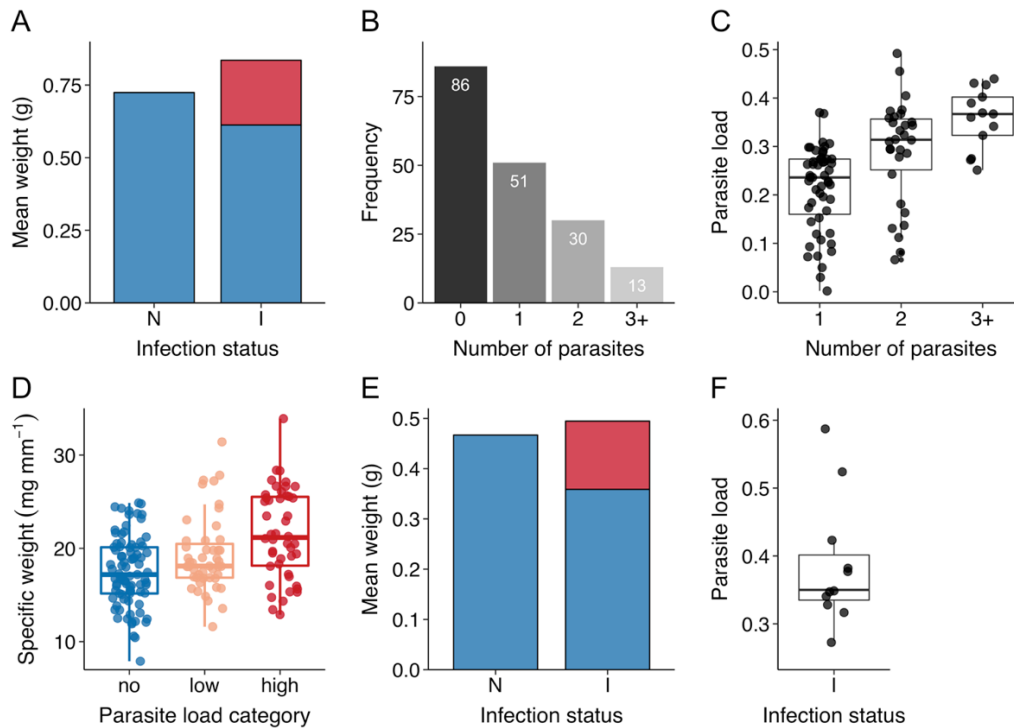 A
Mean weight (g)
0.75
0.50
0.25
0.00
N I
Infection status
B
Frequency
75
50
25
0
86
51
30
13
0 1 2 3+
Number of parasites
C
Parasite load
0.5
0.4
0.3
0.2
0.1
0.0
1 2 3+
Number of parasites
D
Specific weight (mg mm⁻¹)
30
20
10
no low high
Parasite load category
E
Mean weight (g)
0.5
0.4
0.3
0.2
0.1
0.0
N I
Infection status
F
Parasite load
0.6
0.5
0.4
0.3
I
Infection status